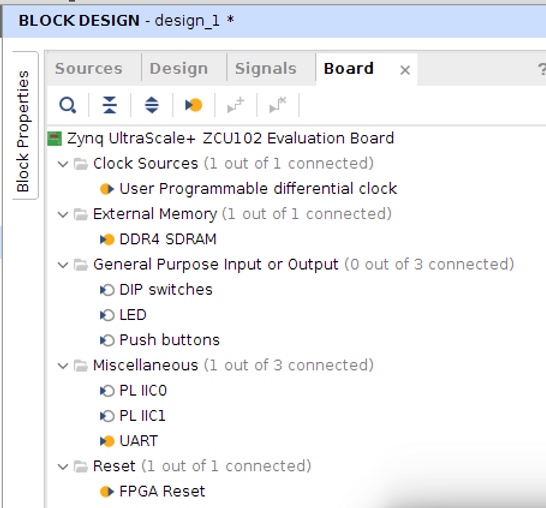 BLOCK DESIGN - design_1 *
Block Properties
Sources Design Signals Board ×
?
Zynq UltraScale+ ZCU102 Evaluation Board
Clock Sources (1 out of 1 connected)
User Programmable differential clock
External Memory (1 out of 1 connected)
DDR4 SDRAM
General Purpose Input or Output (0 out of 3 connected)
DIP switches
LED
Push buttons
Miscellaneous (1 out of 3 connected)
PL IIC0
PL IIC1
UART
Reset (1 out of 1 connected)
FPGA Reset